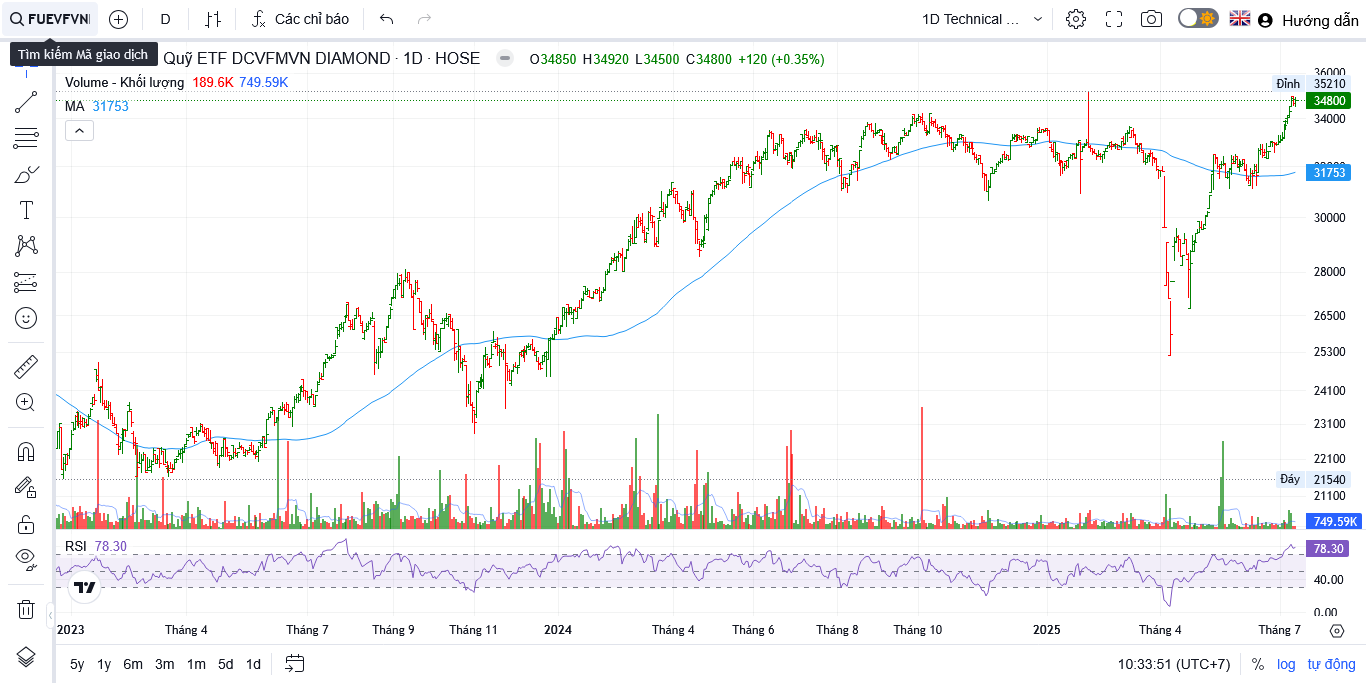 FUEVFVN
D
Các chỉ báo
1D Technical ...
Hướng dẫn
Tìm kiếm Mã giao dịch
Quỹ ETF DCVFMVN DIAMOND · 1D · HOSE
O34850 H34920 L34500 C34800 +120 (+0.35%)
Volume - Khối lượng 189.6K 749.59K
MA 31753
36000
Đỉnh 35210
34800
34000
31753
30000
28000
26500
25300
24100
23100
22100
Đáy 21540
21100
749.59K
RSI 78.30
78.30
40.00
0.00
2023 Tháng 4 Tháng 7 Tháng 9 Tháng 11 2024 Tháng 4 Tháng 6 Tháng 8 Tháng 10 2025 Tháng 4 Tháng 7
5y 1y 6m 3m 1m 5d 1d
10:33:51 (UTC+7) % log tự động